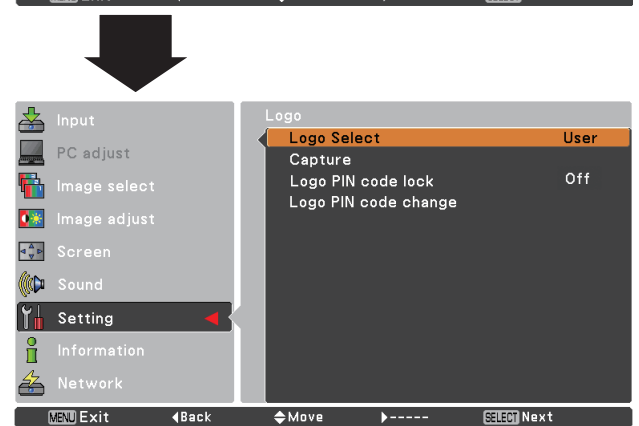 Input
PC adjust
Image select
Image adjust
Screen
Sound
Setting
Information
Network
Logo
Logo Select User
Capture
Logo PIN code lock Off
Logo PIN code change
MENU Exit Back Move ----- SELECT Next